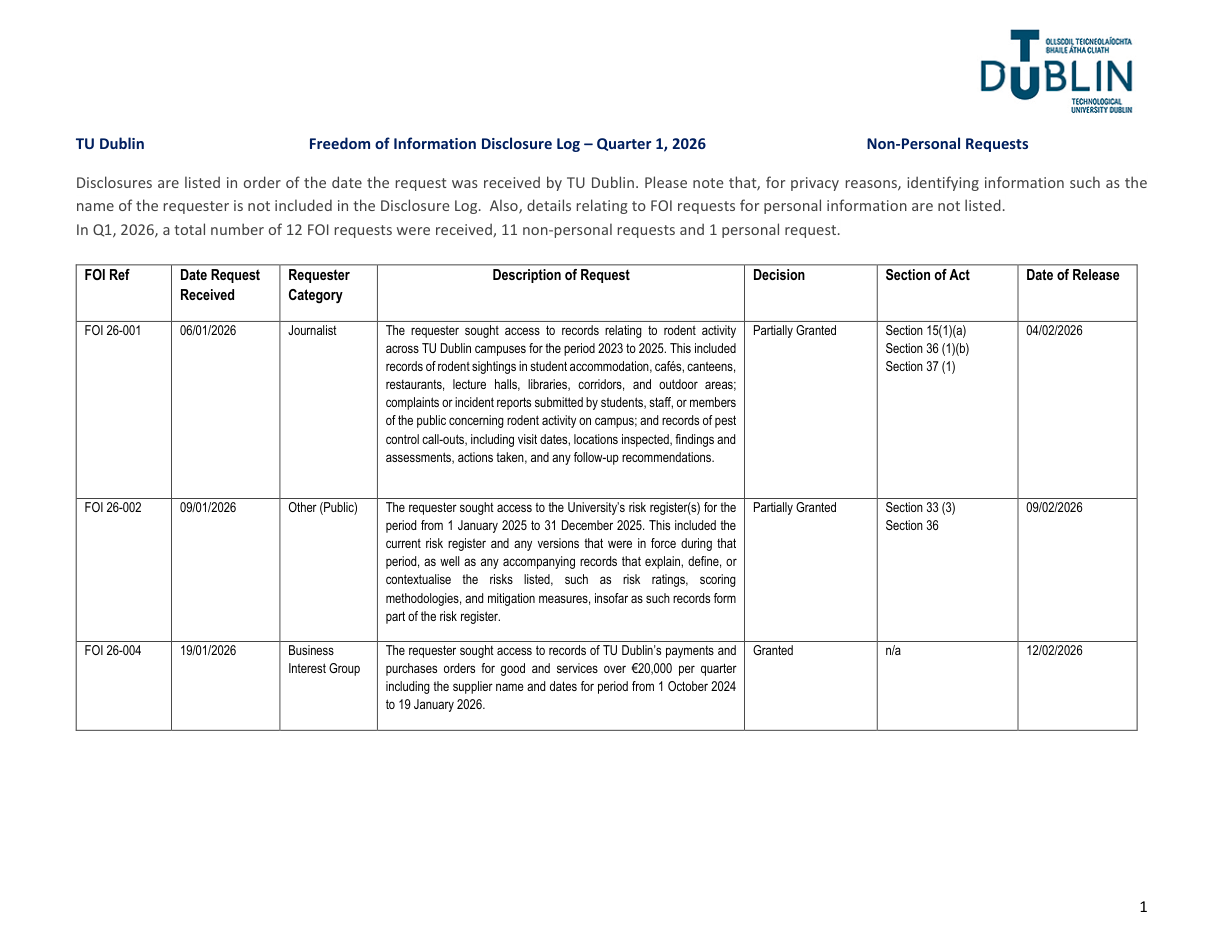 OLLSCOIL TEICNEOLAÍOCHTA
BHAILE ÁTHA CLIATH
TU DUBLIN
TECHNOLOGICAL
UNIVERSITY DUBLIN
TU Dublin Freedom of Information Disclosure Log – Quarter 1, 2026 Non-Personal Requests
Disclosures are listed in order of the date the request was received by TU Dublin. Please note that, for privacy reasons, identifying information such as the
name of the requester is not included in the Disclosure Log. Also, details relating to FOI requests for personal information are not listed.
In Q1, 2026, a total number of 12 FOI requests were received, 11 non-personal requests and 1 personal request.
FOI Ref
Date Request
Received
Requester
Category
Description of Request
Decision
Section of Act
Date of Release
FOI 26-001
06/01/2026
Journalist
The requester sought access to records relating to rodent activity
across TU Dublin campuses for the period 2023 to 2025. This included
records of rodent sightings in student accommodation, cafés, canteens,
restaurants, lecture halls, libraries, corridors, and outdoor areas;
complaints or incident reports submitted by students, staff, or members
of the public concerning rodent activity on campus; and records of pest
control call-outs, including visit dates, locations inspected, findings and
assessments, actions taken, and any follow-up recommendations.
Partially Granted
Section 15(1)(a)
Section 36 (1)(b)
Section 37 (1)
04/02/2026
FOI 26-002
09/01/2026
Other (Public)
The requester sought access to the University’s risk register(s) for the
period from 1 January 2025 to 31 December 2025. This included the
current risk register and any versions that were in force during that
period, as well as any accompanying records that explain, define, or
contextualise the risks listed, such as risk ratings, scoring
methodologies, and mitigation measures, insofar as such records form
part of the risk register.
Partially Granted
Section 33 (3)
Section 36
09/02/2026
FOI 26-004
19/01/2026
Business
Interest Group
The requester sought access to records of TU Dublin’s payments and
purchases orders for good and services over €20,000 per quarter
including the supplier name and dates for period from 1 October 2024
to 19 January 2026.
Granted
n/a
12/02/2026
1